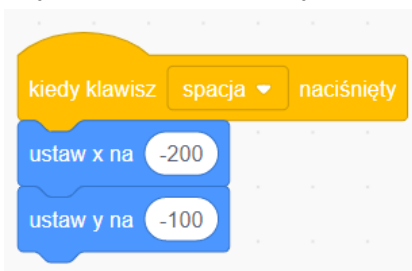 kiedy klawisz spacja naciśnięty
ustaw x na -200
ustaw y na -100